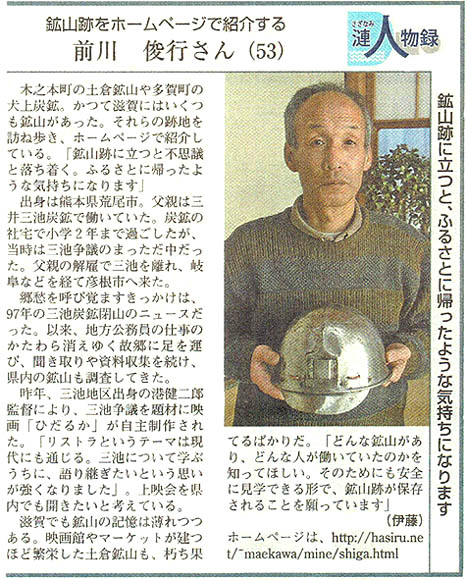 鉱山跡をホームページで紹介する
前川　俊行さん（53）
さざなみ
漣人物録
鉱山跡に立つと、ふるさとに帰ったような気持ちになります
　木之本町の土倉鉱山や多賀町の
犬上炭鉱。かつて滋賀にはいくつ
も鉱山があった。それらの跡地を
訪ね歩き、ホームページで紹介し
ている。「鉱山跡に立つと不思議
と落ち着く。ふるさとに帰ったよ
うな気持ちになります」
　出身は熊本県荒尾市。父親は三
井三池炭鉱で働いていた。炭鉱の
社宅で小学２年まで過ごしたが、
当時は三池争議のまっただ中だっ
た。父親の解雇で三池を離れ、岐
阜などを経て彦根市へ来た。
　郷愁を呼び覚ますきっかけは、
97年の三池炭鉱閉山のニュースだ
った。以来、地方公務員の仕事の
かたわら消えゆく故郷に足を運
び、聞き取りや資料収集を続け、
県内の鉱山も調査してきた。
　昨年、三池地区出身の港健二郎
監督により、三池争議を題材に映
画「ひだるか」が自主制作され
た。「リストラというテーマは現
代にも通じる。三池について学ぶ
うちに、語り継ぎたいという思い
が強くなりました」。上映会を県
内でも開きたいと考えている。
　滋賀でも鉱山の記憶は薄れつつ
ある。映画館やマーケットが建つ
ほど繁栄した土倉鉱山も、朽ち果
てるばかりだ。「どんな鉱山があ
り、どんな人が働いていたのかを
知ってほしい。そのためにも安全
に見学できる形で、鉱山跡が保存
されることを願っています」
（伊藤）
ホームページは、http://hasiru.ne
t/~maekawa/mine/shiga.html